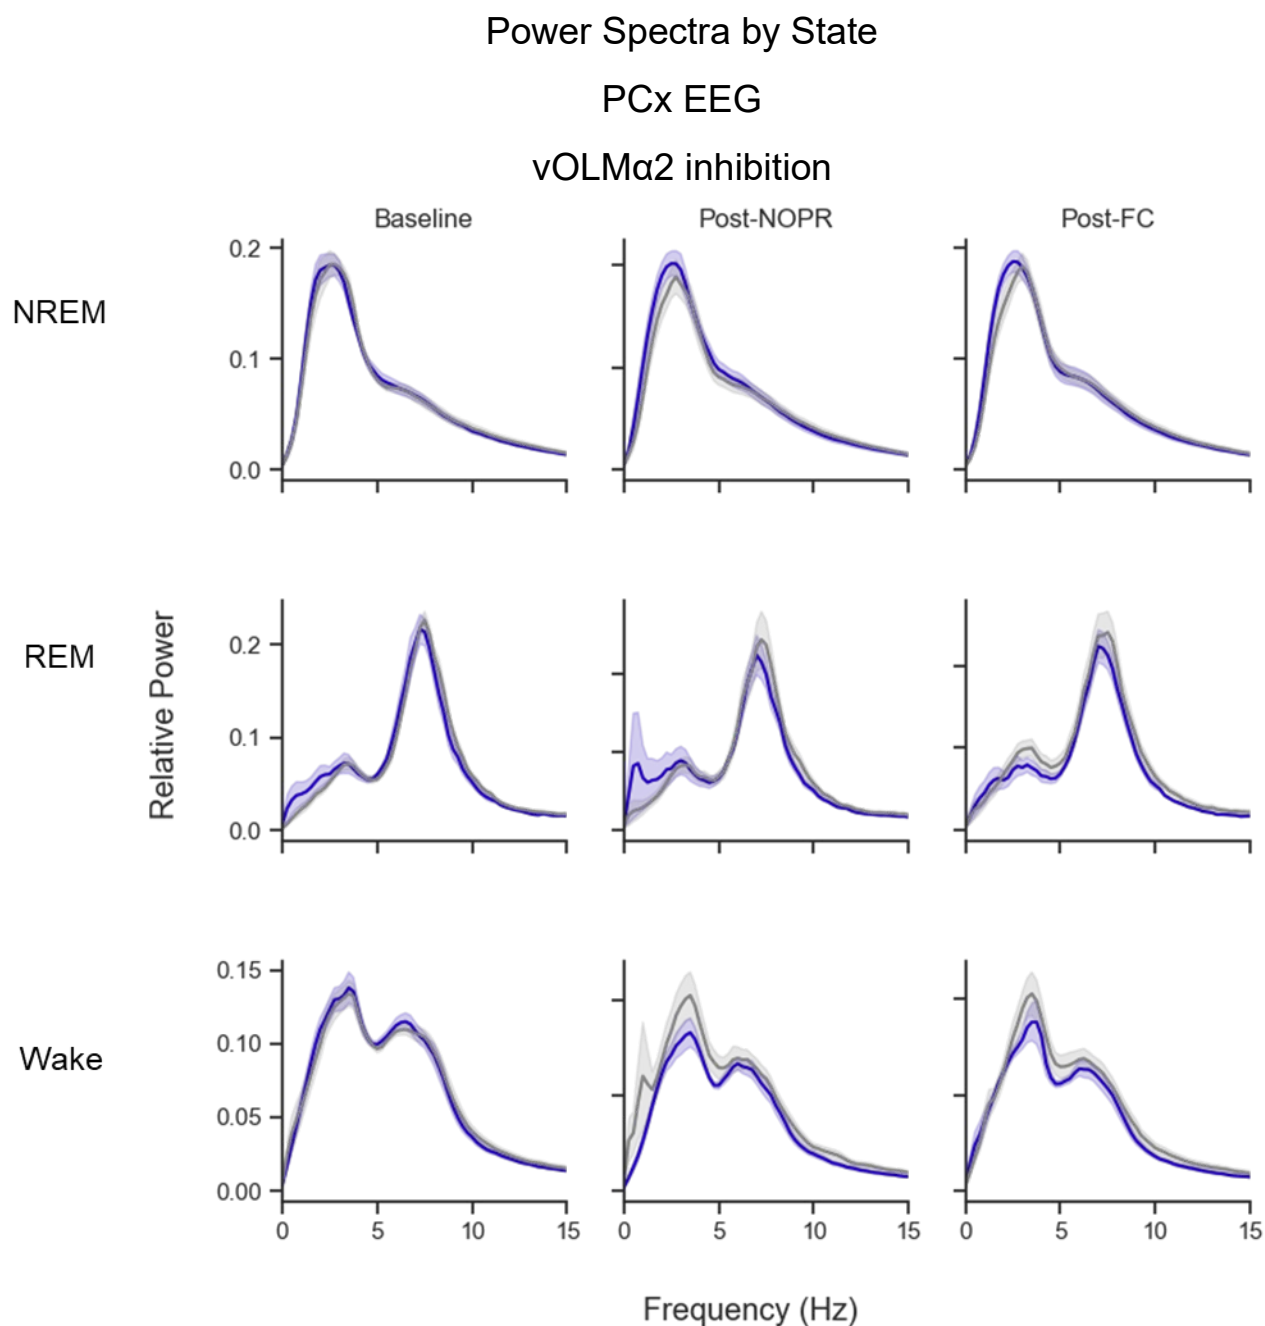 Power Spectra by State
PCx EEG
vOLMα2 inhibition
Baseline Post-NOPR Post-FC
NREM
0.2
0.1
0.0
REM
Relative Power
0.2
0.1
0.0
Wake
0.15
0.10
0.05
0.00
0 5 10 15 0 5 10 15 0 5 10 15
Frequency (Hz)